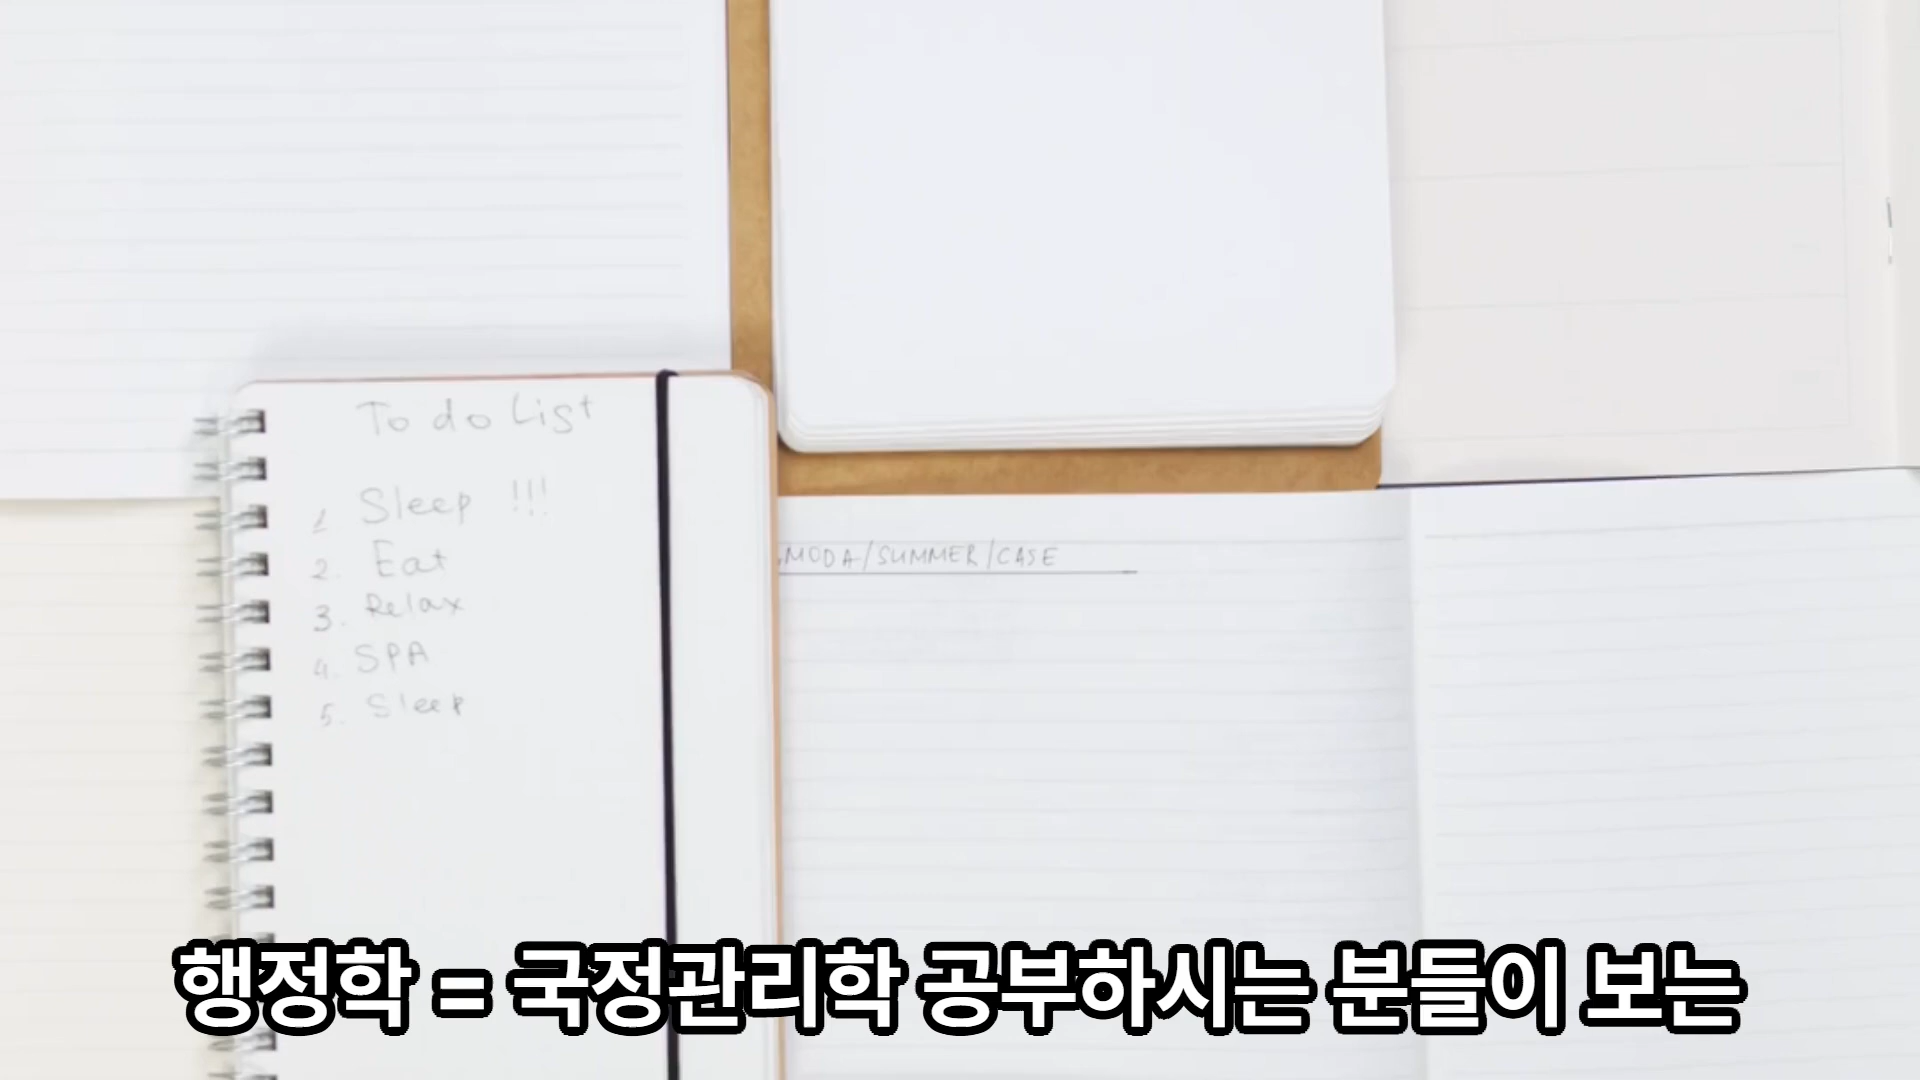 To do List
1 Sleep !!!
2. Eat
3. Relax
4. SPA
5. Sleep
MODA/SUMMER/CASE
행정학 = 국정관리학 공부하시는 분들이 보는